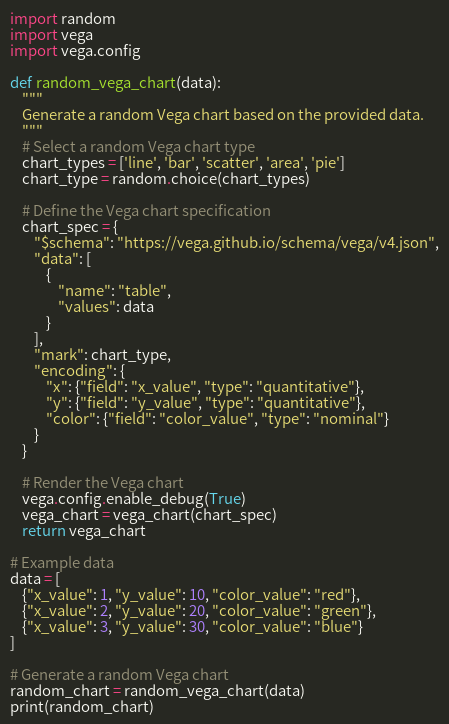 import random
import vega
import vega.config

def random_vega_chart(data):
    """
    Generate a random Vega chart based on the provided data.
    """
    # Select a random Vega chart type
    chart_types = ['line', 'bar', 'scatter', 'area', 'pie']
    chart_type = random.choice(chart_types)

    # Define the Vega chart specification
    chart_spec = {
        "$schema": "https://vega.github.io/schema/vega/v4.json",
        "data": [
            {
                "name": "table",
                "values": data
            }
        ],
        "mark": chart_type,
        "encoding": {
            "x": {"field": "x_value", "type": "quantitative"},
            "y": {"field": "y_value", "type": "quantitative"},
            "color": {"field": "color_value", "type": "nominal"}
        }
    }

    # Render the Vega chart
    vega.config.enable_debug(True)
    vega_chart = vega_chart(chart_spec)
    return vega_chart

# Example data
data = [
    {"x_value": 1, "y_value": 10, "color_value": "red"},
    {"x_value": 2, "y_value": 20, "color_value": "green"},
    {"x_value": 3, "y_value": 30, "color_value": "blue"}
]

# Generate a random Vega chart
random_chart = random_vega_chart(data)
print(random_chart)